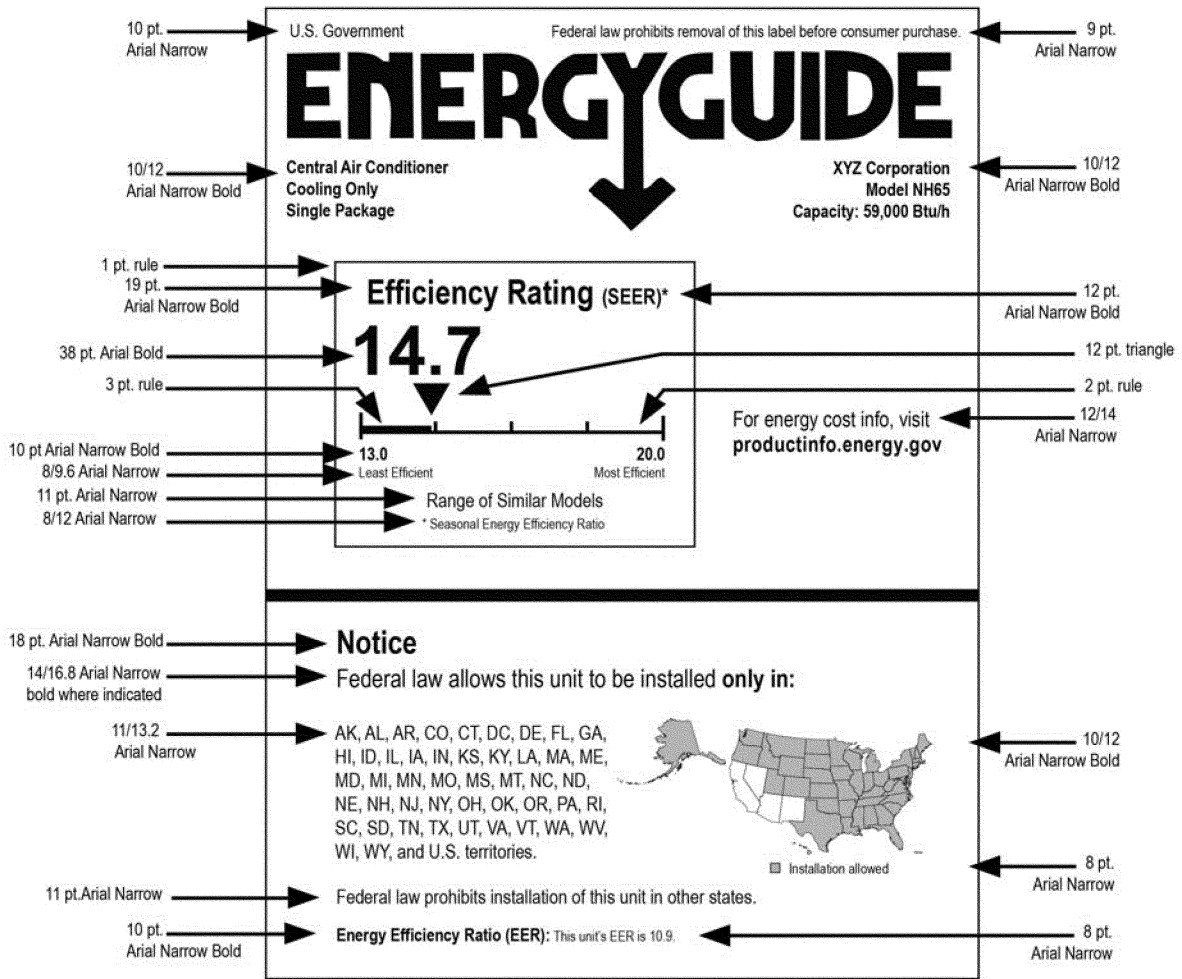 10 pt.
Arial Narrow
U.S. Government
Federal law prohibits removal of this label before consumer purchase.
9 pt.
Arial Narrow
ENERGYGUIDE
10/12
Arial Narrow Bold
Central Air Conditioner
Cooling Only
Single Package
XYZ Corporation
Model NH65
Capacity: 59,000 Btu/h
10/12
Arial Narrow Bold
1 pt. rule
19 pt.
Arial Narrow Bold
Efficiency Rating (SEER)*
12 pt.
Arial Narrow Bold
38 pt. Arial Bold
14.7
12 pt. triangle
3 pt. rule
2 pt. rule
For energy cost info, visit
productinfo.energy.gov
12/14
Arial Narrow
10 pt Arial Narrow Bold
13.0
20.0
8/9.6 Arial Narrow
Least Efficient
Most Efficient
11 pt. Arial Narrow
Range of Similar Models
8/12 Arial Narrow
* Seasonal Energy Efficiency Ratio
18 pt. Arial Narrow Bold
Notice
14/16.8 Arial Narrow
bold where indicated
Federal law allows this unit to be installed only in:
11/13.2
Arial Narrow
AK, AL, AR, CO, CT, DC, DE, FL, GA,
HI, ID, IL, IA, IN, KS, KY, LA, MA, ME,
MD, MI, MN, MO, MS, MT, NC, ND,
NE, NH, NJ, NY, OH, OK, OR, PA, RI,
SC, SD, TN, TX, UT, VA, VT, WA, WV,
WI, WY, and U.S. territories.
10/12
Arial Narrow Bold
Installation allowed
8 pt.
Arial Narrow
11 pt.Arial Narrow
Federal law prohibits installation of this unit in other states.
10 pt.
Arial Narrow Bold
Energy Efficiency Ratio (EER): This unit's EER is 10.9.
8 pt.
Arial Narrow